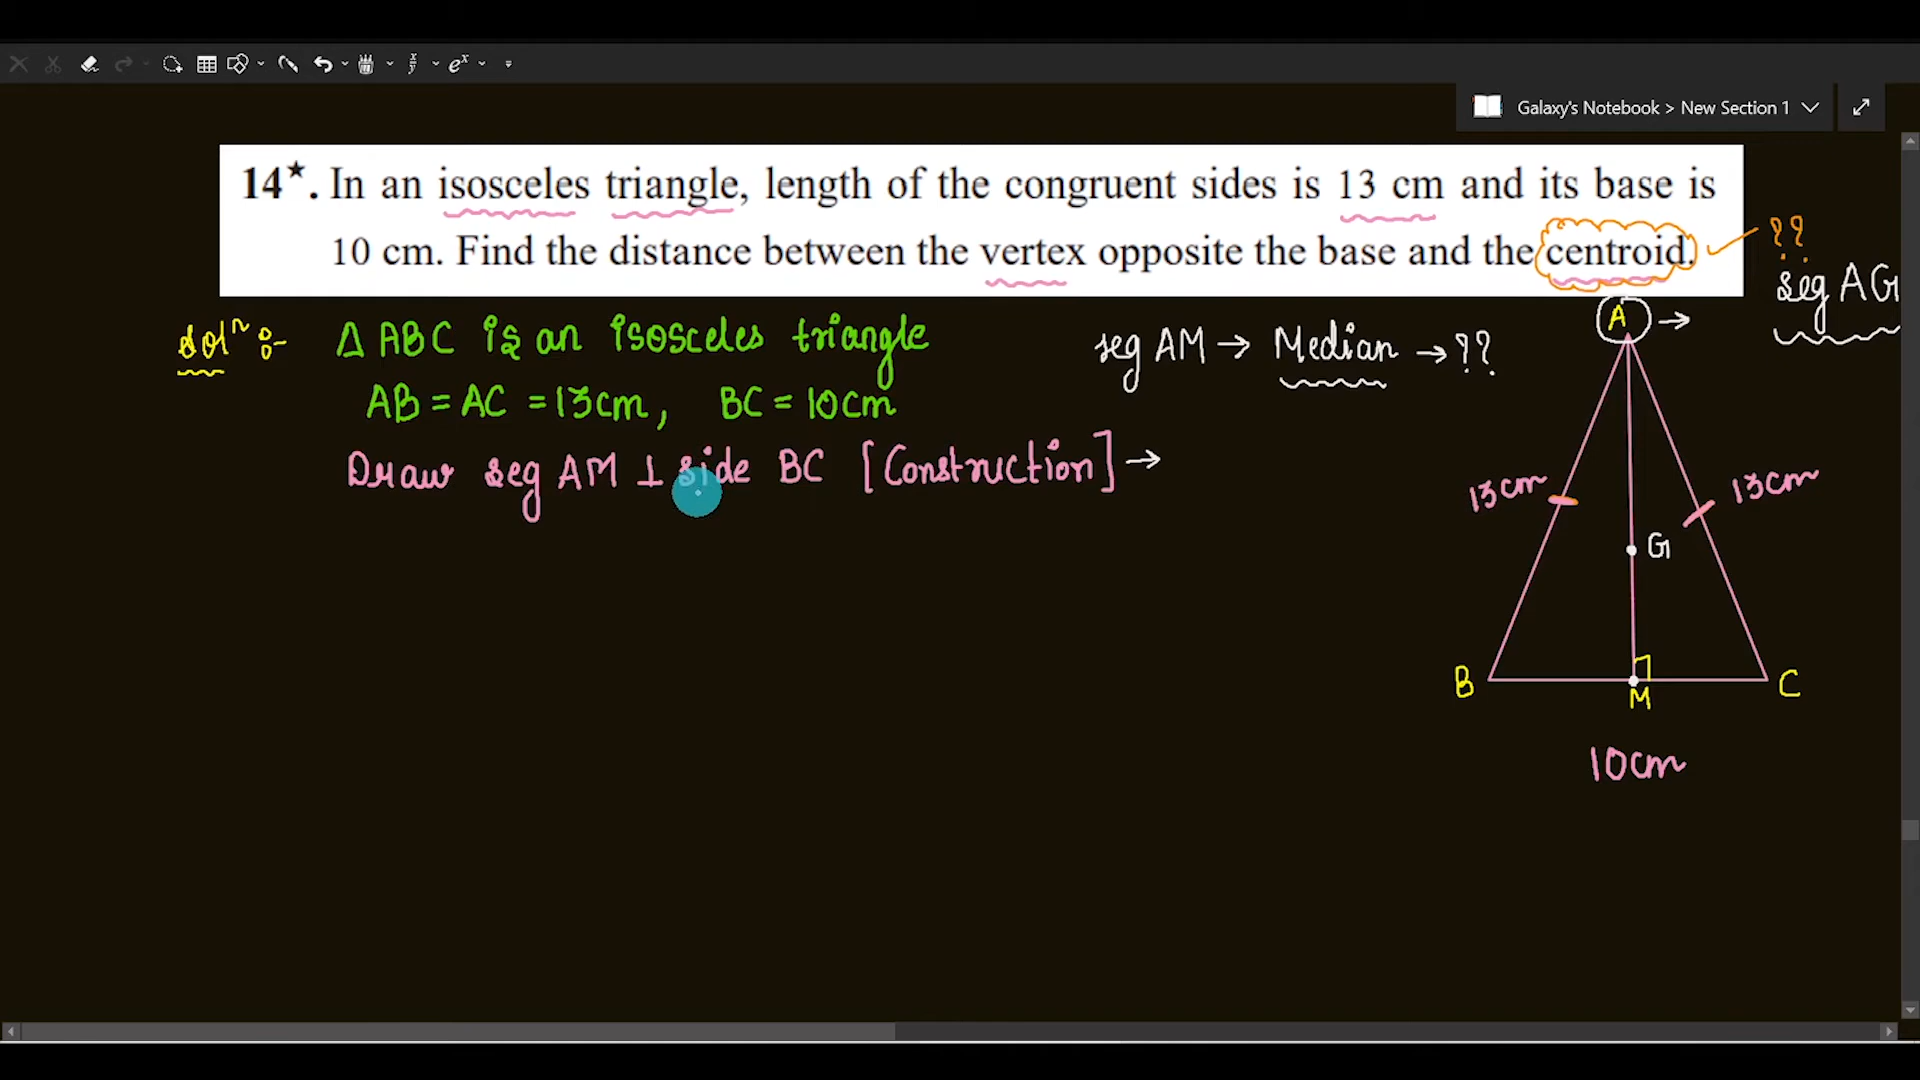 Galaxy's Notebook > New Section 1
14★. In an isosceles triangle, length of the congruent sides is 13 cm and its base is
10 cm. Find the distance between the vertex opposite the base and the centroid.
??
seg AG
Solⁿ :- Δ ABC is an isosceles triangle
seg AM → Median → ??
A →
AB = AC = 13cm, BC = 10cm
Draw seg AM ⊥ side BC [Construction] →
13cm
13cm
G
B
M
C
10cm